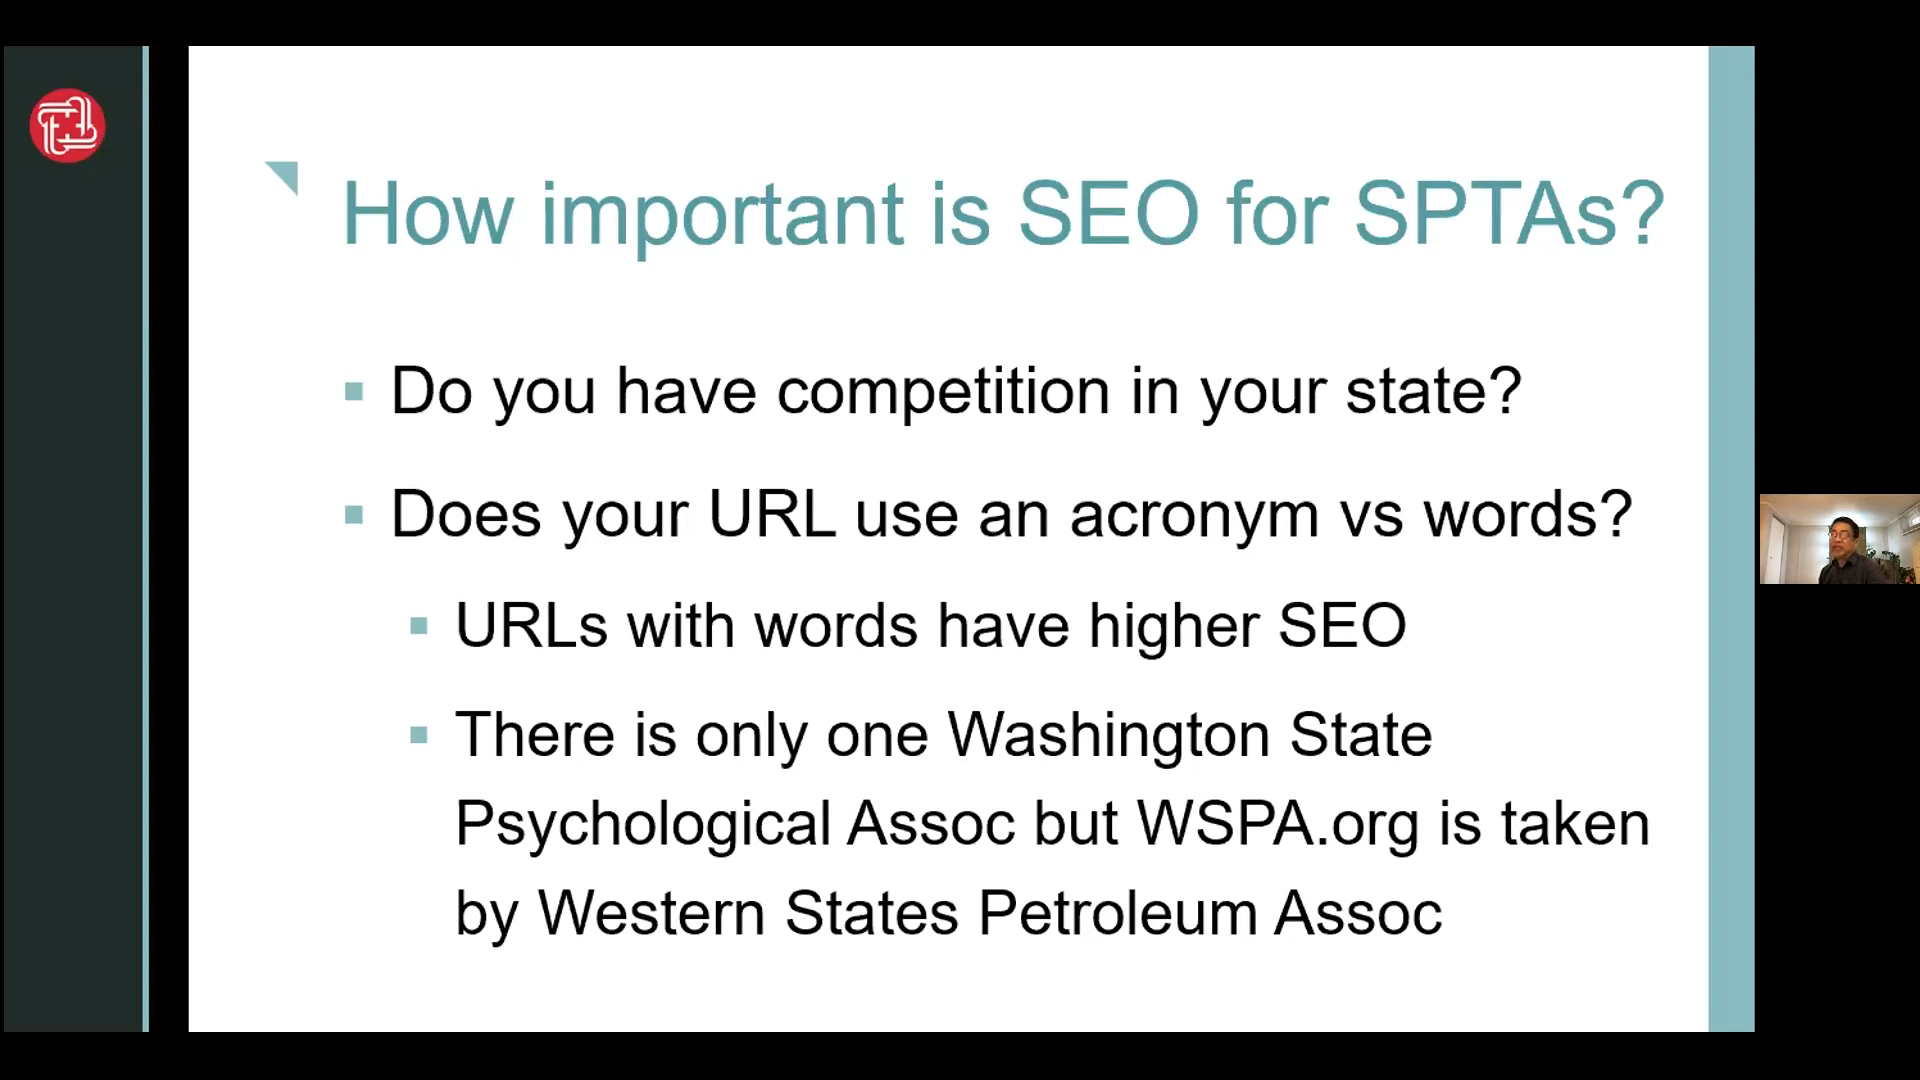 How important is SEO for SPTAs?
Do you have competition in your state?
Does your URL use an acronym vs words?
URLs with words have higher SEO
There is only one Washington State
Psychological Assoc but WSPA.org is taken
by Western States Petroleum Assoc